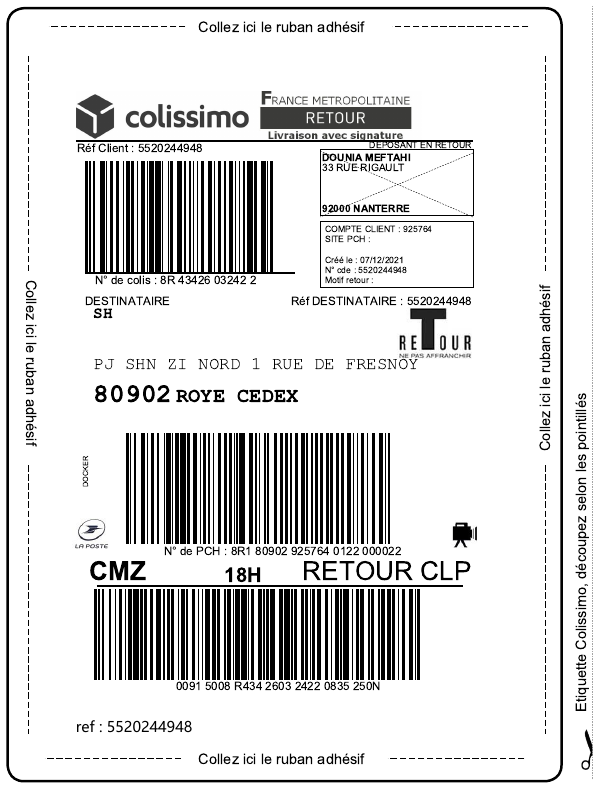 Collez ici le ruban adhésif
colissimo
FRANCE METROPOLITAINE
RETOUR
Livraison avec signature
Réf Client : 5520244948
DEPOSANT EN RETOUR
DOUNIA MEFTAHI
33 RUE RIGAULT
92000 NANTERRE
COMPTE CLIENT : 925764
SITE PCH :
Créé le : 07/12/2021
N° cde : 5520244948
Motif retour :
N° de colis : 8R 43426 03242 2
DESTINATAIRE
Réf DESTINATAIRE : 5520244948
SH
RETOUR
NE PAS AFFRANCHIR
PJ SHN ZI NORD 1 RUE DE FRESNOY
80902 ROYE CEDEX
Collez ici le ruban adhésif
Collez ici le ruban adhésif
DOCKER
LA POSTE
N° de PCH : 8R1 80902 925764 0122 000022
CMZ 18H RETOUR CLP
0091 5008 R434 2603 2422 0835 250N
ref : 5520244948
Collez ici le ruban adhésif
Etiquette Colissimo, découpez selon les pointillés